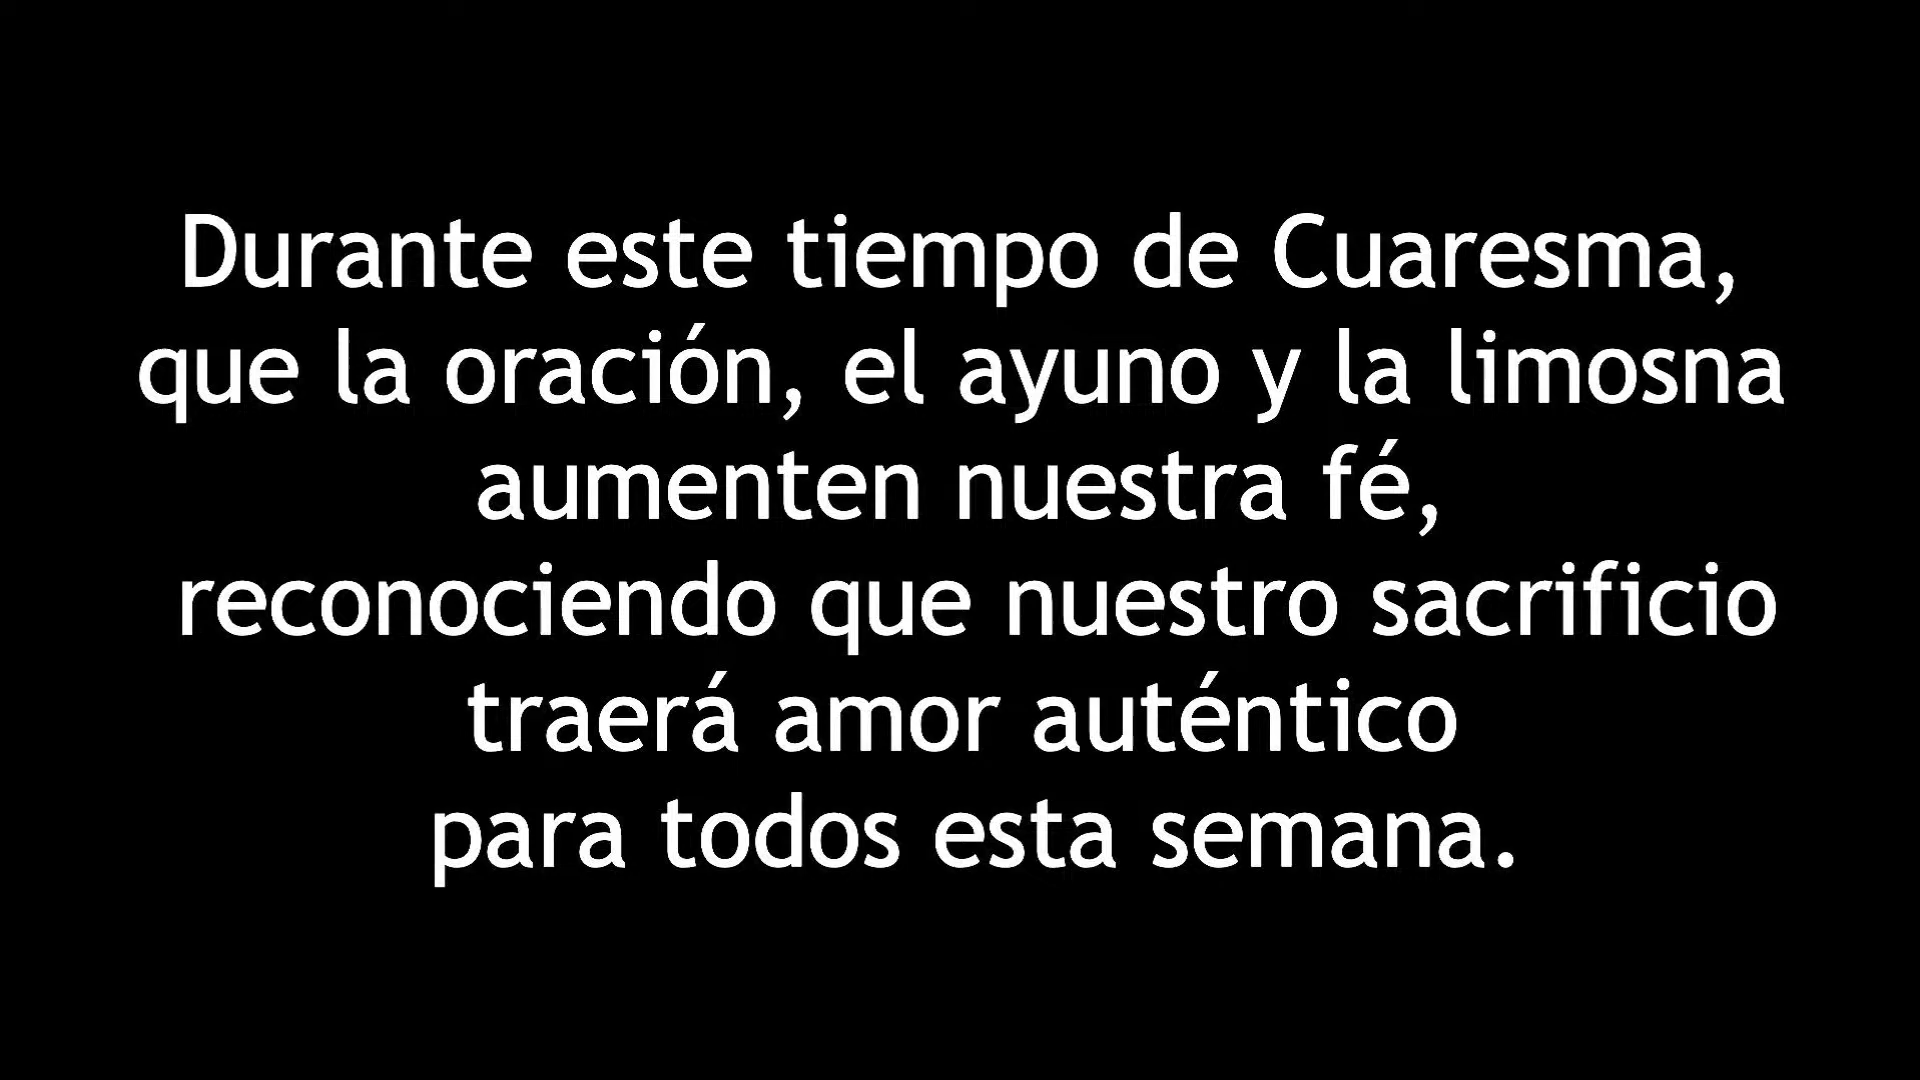 Durante este tiempo de Cuaresma,
que la oración, el ayuno y la limosna
aumenten nuestra fé,
reconociendo que nuestro sacrificio
traerá amor auténtico
para todos esta semana.